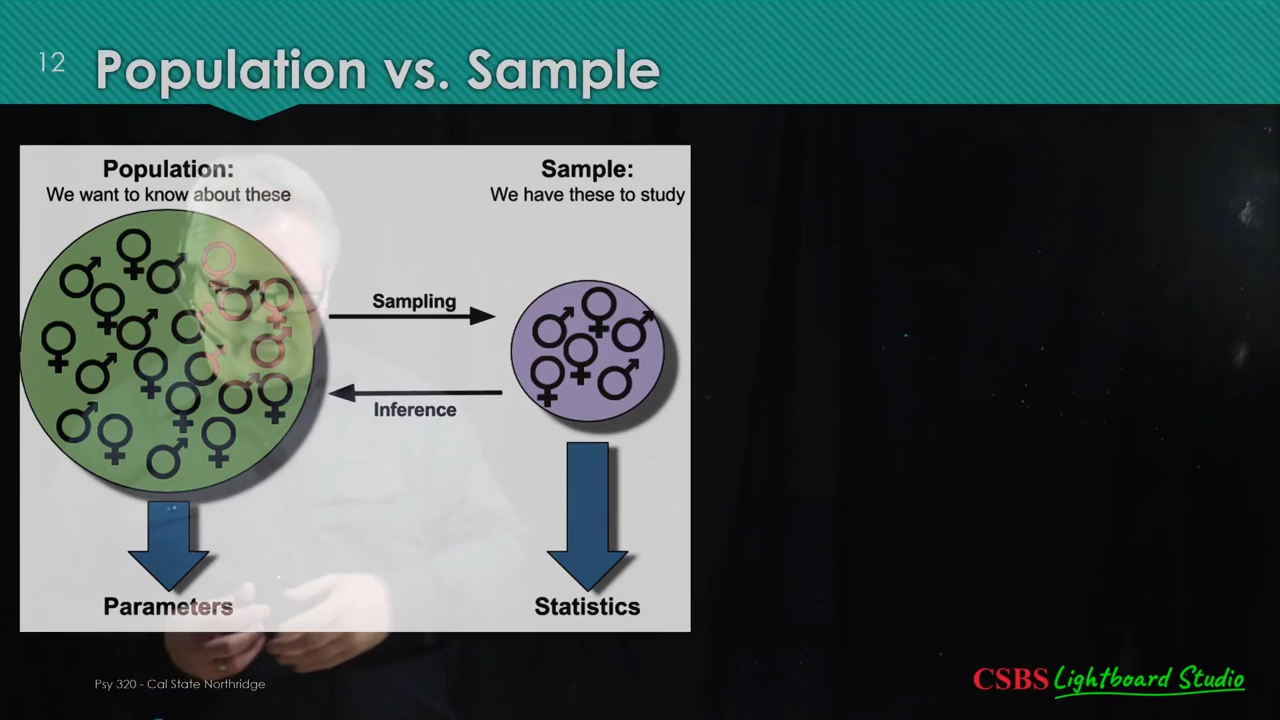 12
Population vs. Sample
Population:
We want to know about these
Sample:
We have these to study
Sampling
Inference
Parameters
Statistics
Psy 320 - Cal State Northridge
CSBS Lightboard Studio